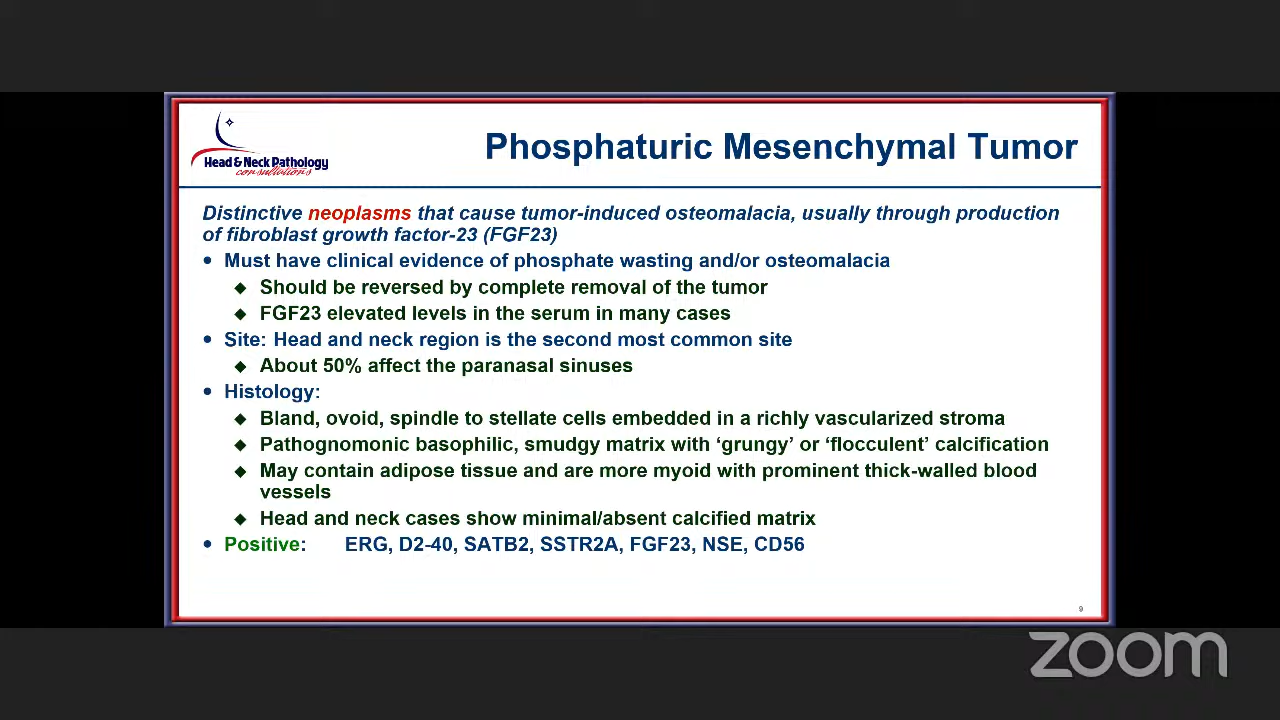 Head & Neck Pathology
consultations
Phosphaturic Mesenchymal Tumor
Distinctive neoplasms that cause tumor-induced osteomalacia, usually through production
of fibroblast growth factor-23 (FGF23)
• Must have clinical evidence of phosphate wasting and/or osteomalacia
◆ Should be reversed by complete removal of the tumor
◆ FGF23 elevated levels in the serum in many cases
• Site: Head and neck region is the second most common site
◆ About 50% affect the paranasal sinuses
• Histology:
◆ Bland, ovoid, spindle to stellate cells embedded in a richly vascularized stroma
◆ Pathognomonic basophilic, smudgy matrix with ‘grungy’ or ‘flocculent’ calcification
◆ May contain adipose tissue and are more myoid with prominent thick-walled blood
vessels
◆ Head and neck cases show minimal/absent calcified matrix
• Positive: ERG, D2-40, SATB2, SSTR2A, FGF23, NSE, CD56
9
zoom